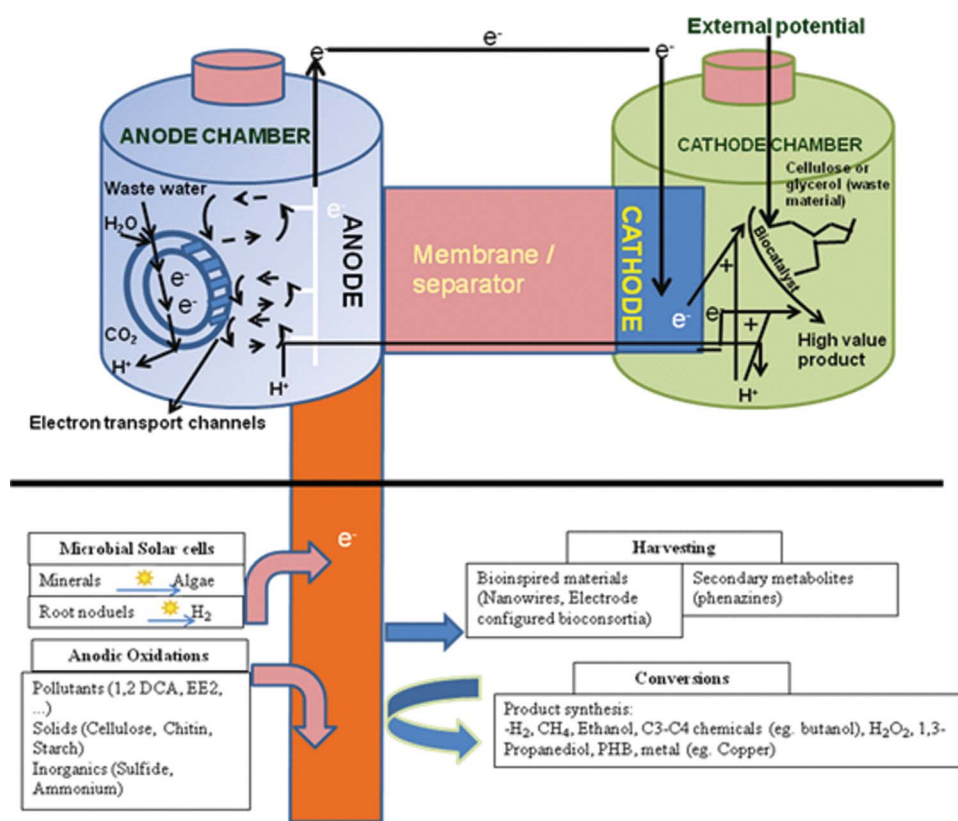 External potential
e-
e-
e-
ANODE CHAMBER
CATHODE CHAMBER
Waste water
Cellulose or
glycerol (waste
material)
H2O
e-
ANODE
Membrane /
separator
CATHODE
Biocatalyst
e-
e-
+
e-
e
+
CO2
High value
product
H+
H+
H+
Electron transport channels
e-
Microbial Solar cells
Minerals Algae
Root noduels H2
Harvesting
Bioinspired materials
(Nanowires, Electrode
configured bioconsortia)
Secondary metabolites
(phenazines)
Anodic Oxidations
Pollutants (1,2 DCA, EE2,
...)
Solids (Cellulose, Chitin,
Starch)
Inorganics (Sulfide,
Ammonium)
Conversions
Product synthesis:
-H2, CH4, Ethanol, C3-C4 chemicals (eg. butanol), H2O2, 1,3-
Propanediol, PHB, metal (eg. Copper)